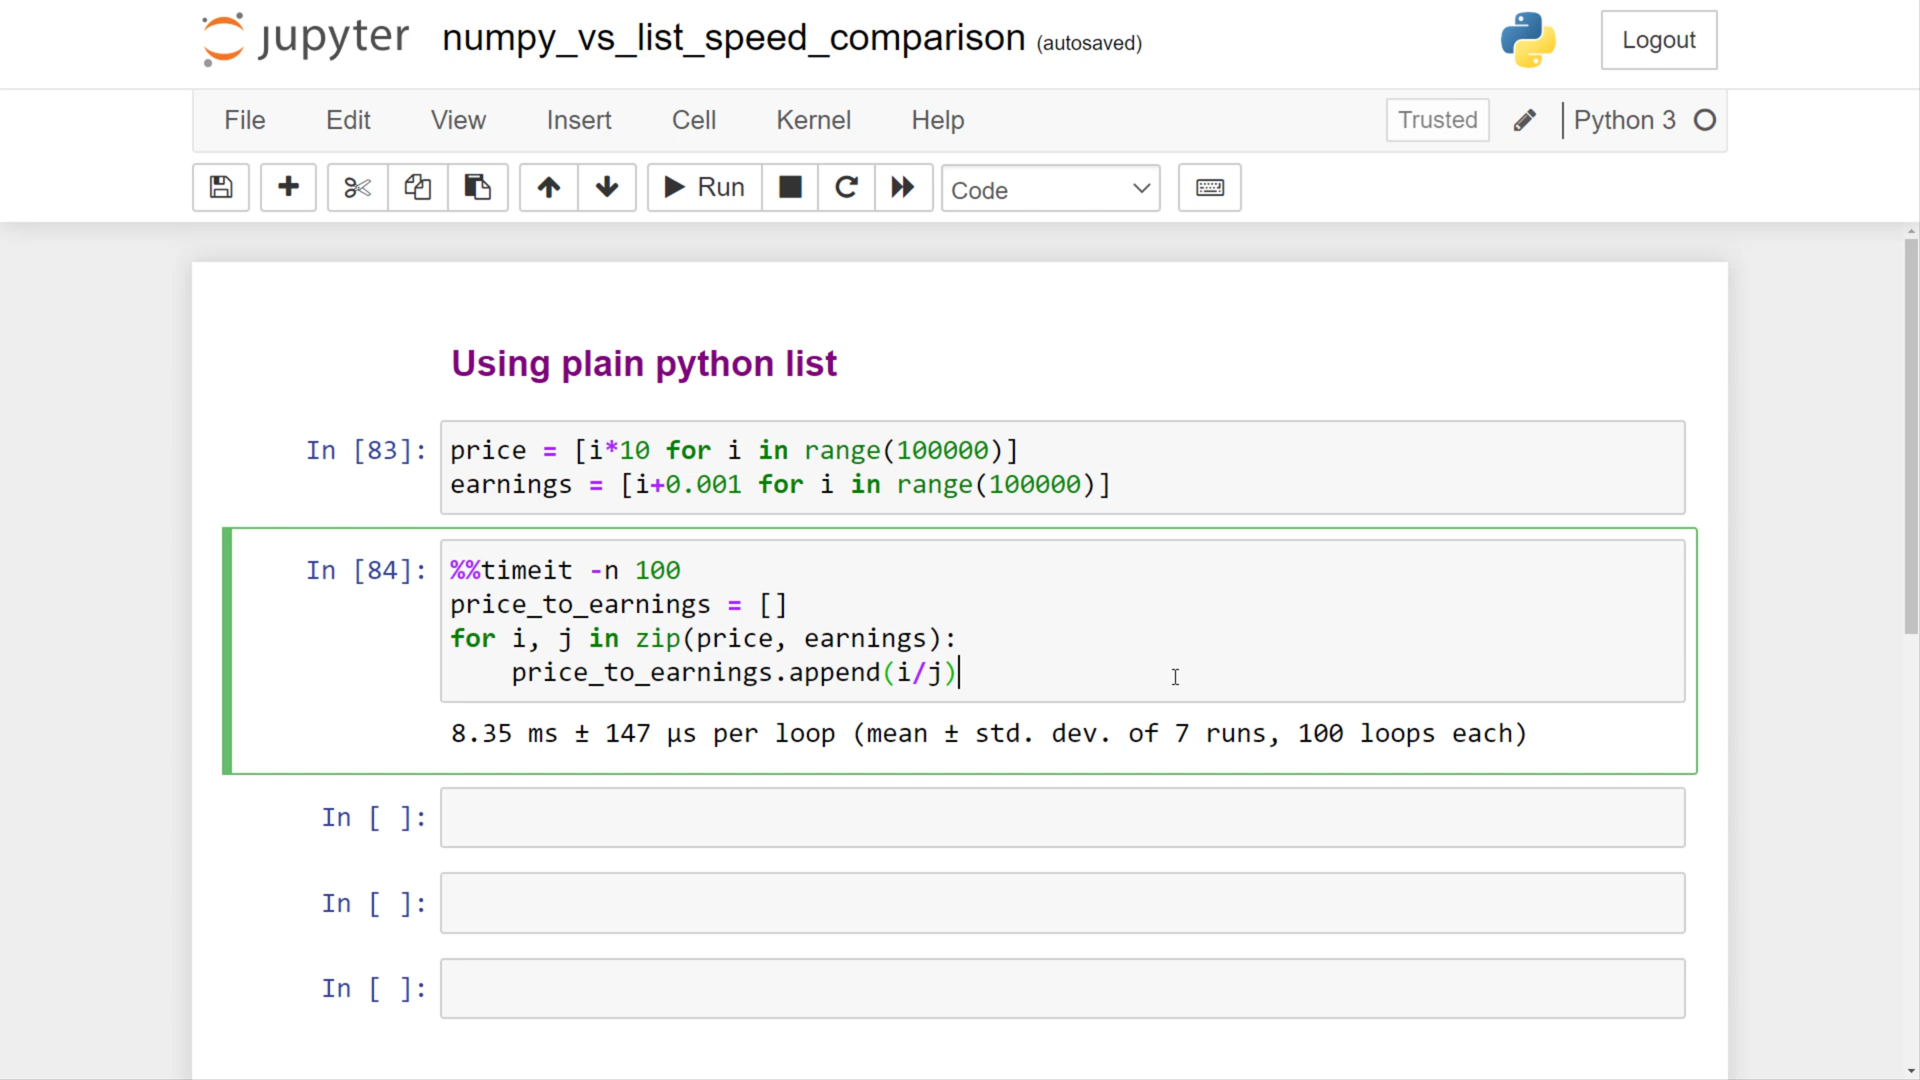 jupyter numpy_vs_list_speed_comparison (autosaved) Logout
File Edit View Insert Cell Kernel Help Trusted Python 3
Run Code
Using plain python list
In [83]: price = [i*10 for i in range(100000)]
earnings = [i+0.001 for i in range(100000)]
In [84]: %%timeit -n 100
price_to_earnings = []
for i, j in zip(price, earnings):
    price_to_earnings.append(i/j)
8.35 ms ± 147 µs per loop (mean ± std. dev. of 7 runs, 100 loops each)
In [ ]:
In [ ]:
In [ ]: